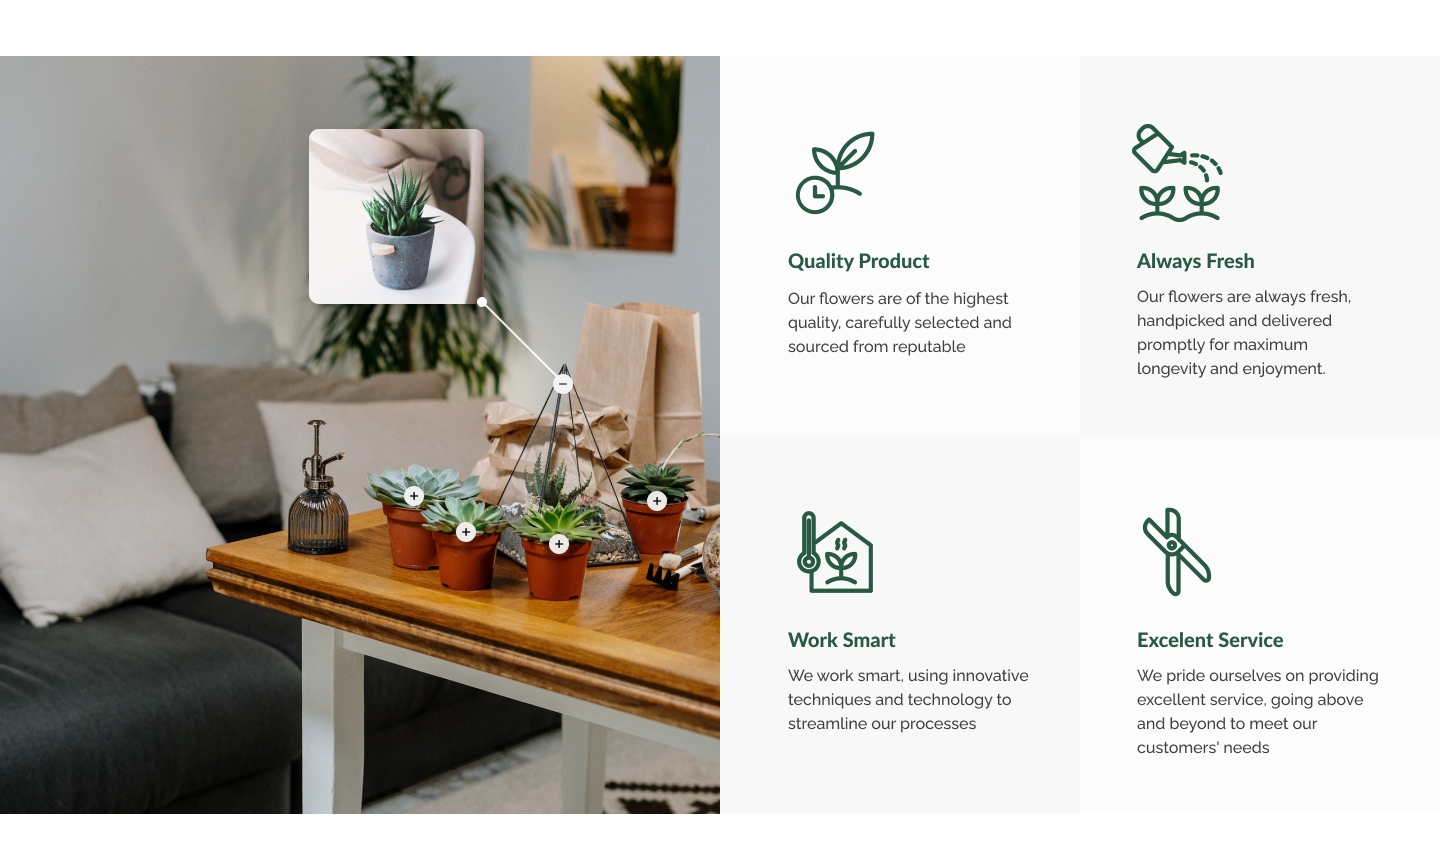 Quality Product
Our flowers are of the highest
quality, carefully selected and
sourced from reputable
Always Fresh
Our flowers are always fresh,
handpicked and delivered
promptly for maximum
longevity and enjoyment.
Work Smart
We work smart, using innovative
techniques and technology to
streamline our processes
Excelent Service
We pride ourselves on providing
excellent service, going above
and beyond to meet our
customers' needs